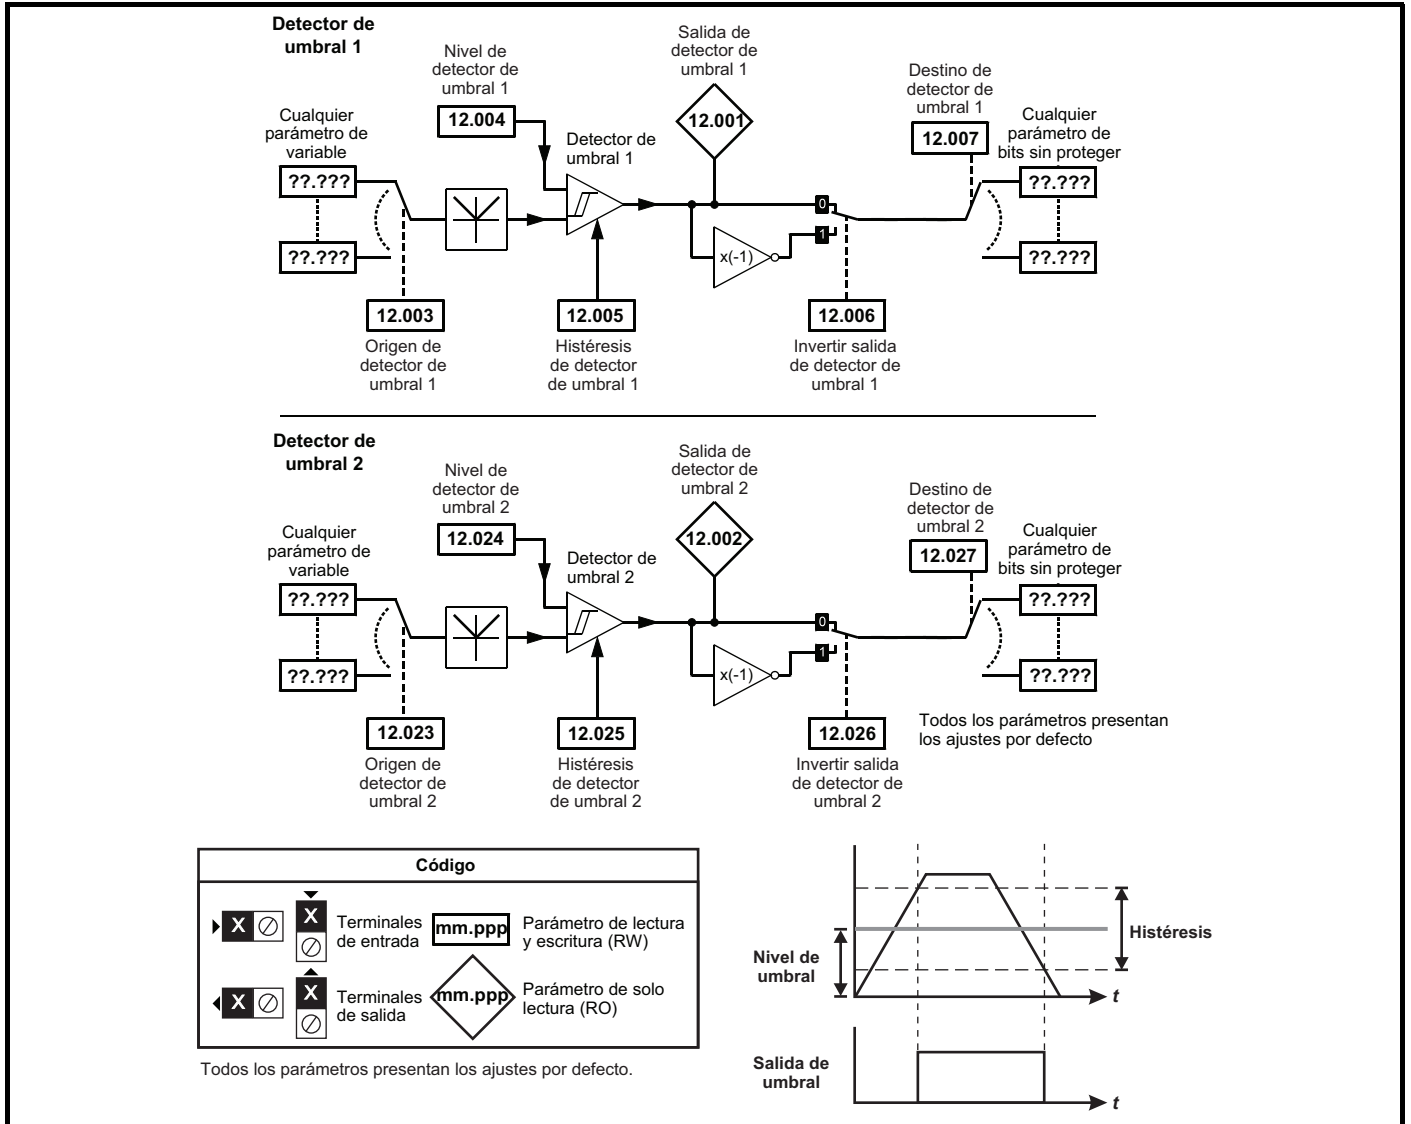 Detector de
umbral 1
Nivel de
detector de
umbral 1
12.004
Salida de
detector de
umbral 1
12.001
Destino de
detector de
umbral 1
12.007
Cualquier
parámetro de
variable
??.???
??.???
Detector de
umbral 1
Cualquier
parámetro de
bits sin proteger
??.???
??.???
0
1
x(-1)
12.003
Origen de
detector de
umbral 1
12.005
Histéresis
de detector
de umbral 1
12.006
Invertir salida
de detector de
umbral 1
Detector de
umbral 2
Nivel de
detector de
umbral 2
12.024
Salida de
detector de
umbral 2
12.002
Destino de
detector de
umbral 2
12.027
Cualquier
parámetro de
variable
??.???
??.???
Detector de
umbral 2
Cualquier
parámetro de
bits sin proteger
??.???
??.???
0
1
x(-1)
12.023
Origen de
detector de
umbral 2
12.025
Histéresis
de detector
de umbral 2
12.026
Invertir salida
de detector de
umbral 2
Todos los parámetros presentan
los ajustes por defecto
Código
X
X
Terminales
de entrada
mm.ppp
Parámetro de lectura
y escritura (RW)
X
X
Terminales
de salida
mm.ppp
Parámetro de solo
lectura (RO)
Todos los parámetros presentan los ajustes por defecto.
Nivel de
umbral
Histéresis
t
Salida de
umbral
t